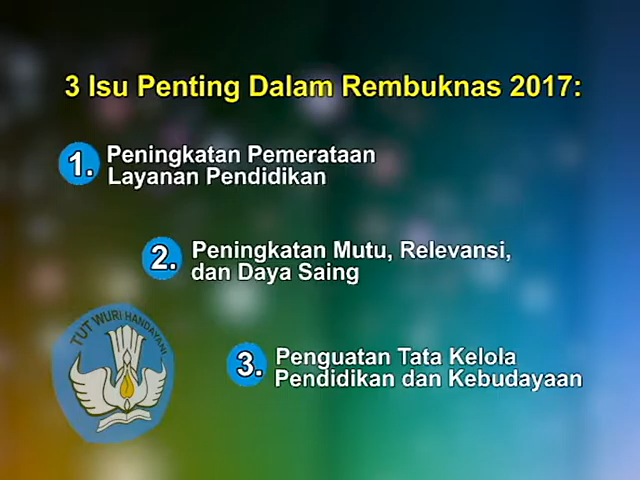 3 Isu Penting Dalam Rembuknas 2017:
1. Peningkatan Pemerataan
Layanan Pendidikan
2. Peningkatan Mutu, Relevansi,
dan Daya Saing
TUT WURI HANDAYANI
3. Penguatan Tata Kelola
Pendidikan dan Kebudayaan